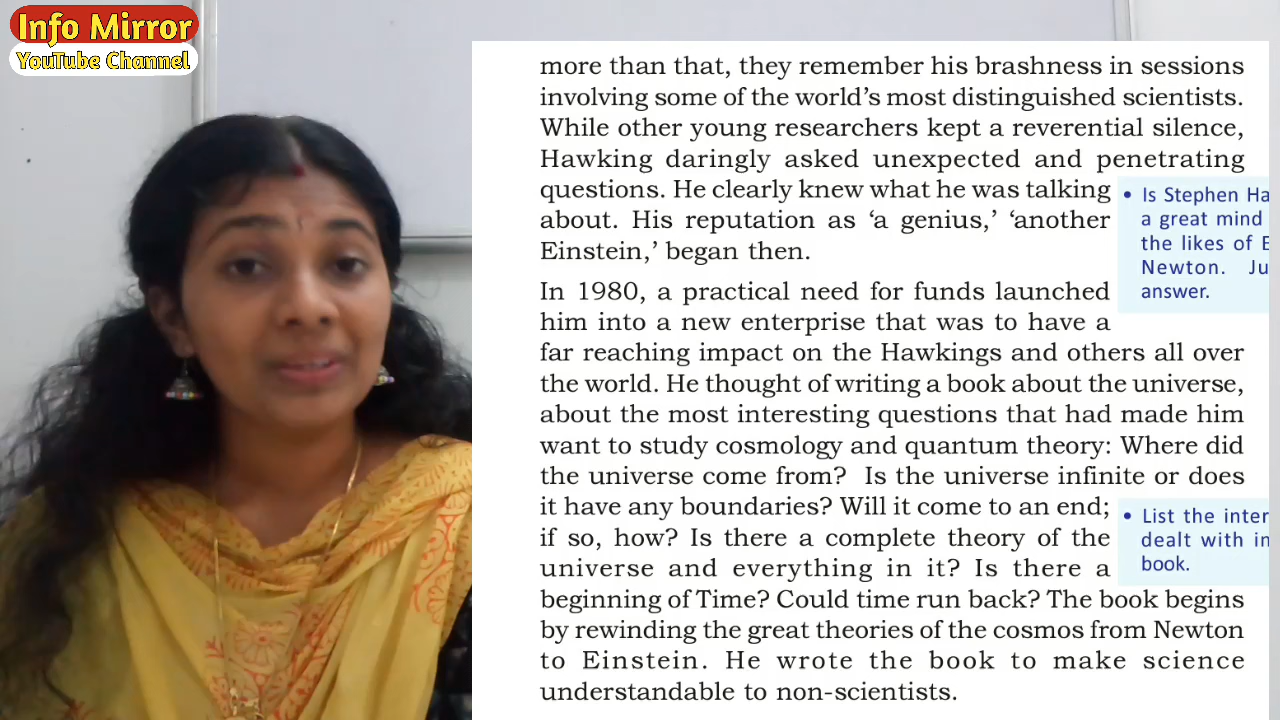 Info Mirror
YouTube Channel
more than that, they remember his brashness in sessions
involving some of the world's most distinguished scientists.
While other young researchers kept a reverential silence,
Hawking daringly asked unexpected and penetrating
questions. He clearly knew what he was talking
about. His reputation as ‘a genius,’ ‘another
Einstein,’ began then.
In 1980, a practical need for funds launched
him into a new enterprise that was to have a
far reaching impact on the Hawkings and others all over
the world. He thought of writing a book about the universe,
about the most interesting questions that had made him
want to study cosmology and quantum theory: Where did
the universe come from? Is the universe infinite or does
it have any boundaries? Will it come to an end;
if so, how? Is there a complete theory of the
universe and everything in it? Is there a
beginning of Time? Could time run back? The book begins
by rewinding the great theories of the cosmos from Newton
to Einstein. He wrote the book to make science
understandable to non-scientists.
• Is Stephen
a great mind
the likes of
Newton.
answer.
• List the
dealt with
book.